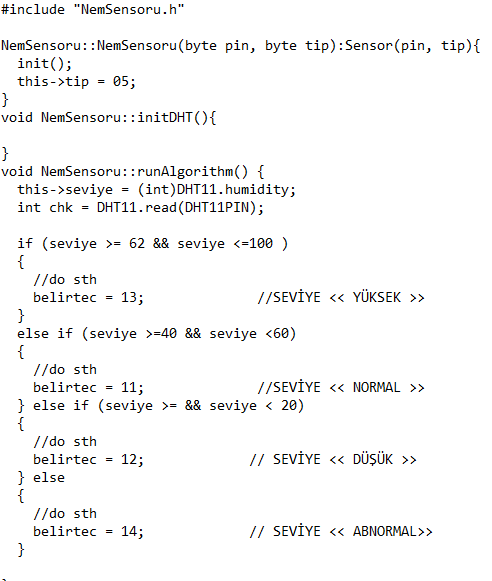 #include "NemSensoru.h"
NemSensoru::NemSensoru(byte pin, byte tip):Sensor(pin, tip){
init();
this->tip = 05;
}
void NemSensoru::initDHT(){
}
void NemSensoru::runAlgorithm() {
this->seviye = (int)DHT11.humidity;
int chk = DHT11.read(DHT11PIN);
if (seviye >= 62 && seviye <=100 )
{
//do sth
belirtec = 13; //SEVİYE << YÜKSEK >>
}
else if (seviye >=40 && seviye <60)
{
//do sth
belirtec = 11; //SEVİYE << NORMAL >>
} else if (seviye >= && seviye < 20)
{
//do sth
belirtec = 12; // SEVİYE << DÜŞÜK >>
} else
{
//do sth
belirtec = 14; // SEVİYE << ABNORMAL>>
}